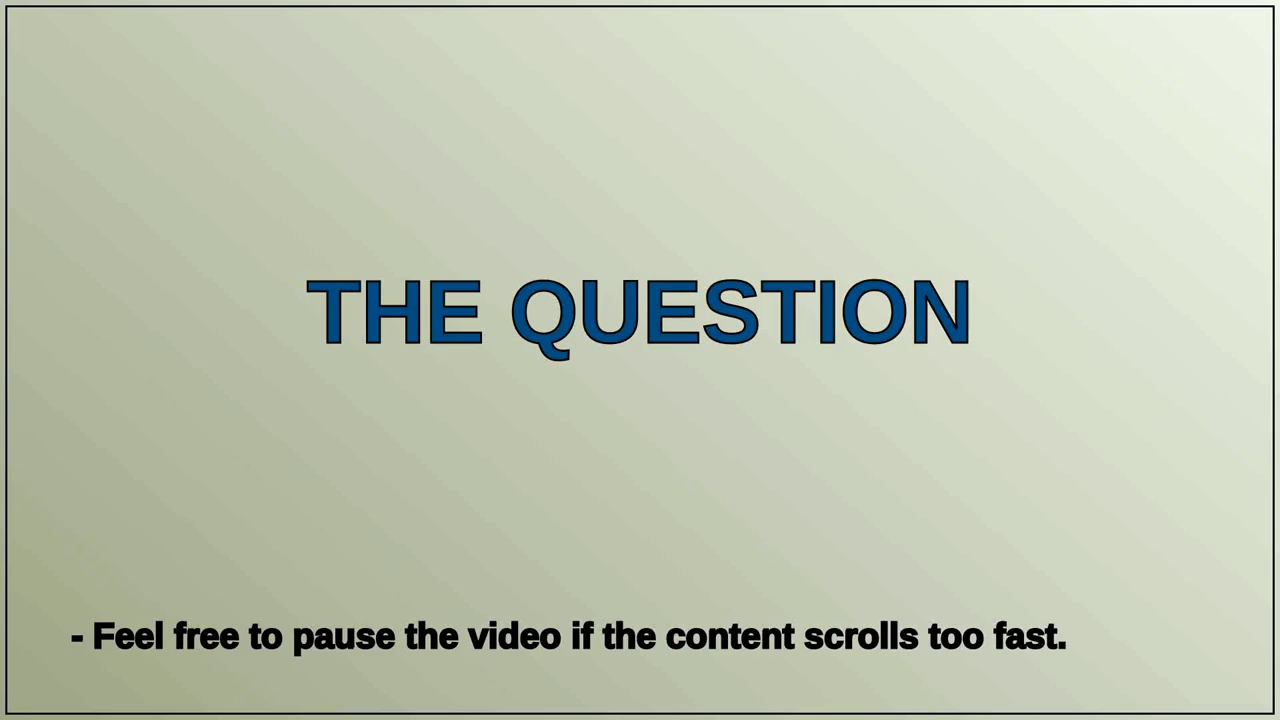 THE QUESTION
- Feel free to pause the video if the content scrolls too fast.